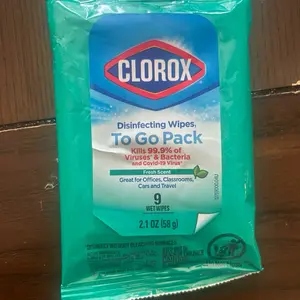 CLOROX
Disinfecting Wipes,
To Go Pack
Kills 99.9% of
Viruses* & Bacteria
and Covid-19 Virus*
Fresh Scent
Great for Offices, Classrooms,
Cars and Travel
9
WET WIPES
2.1 OZ (58 g)